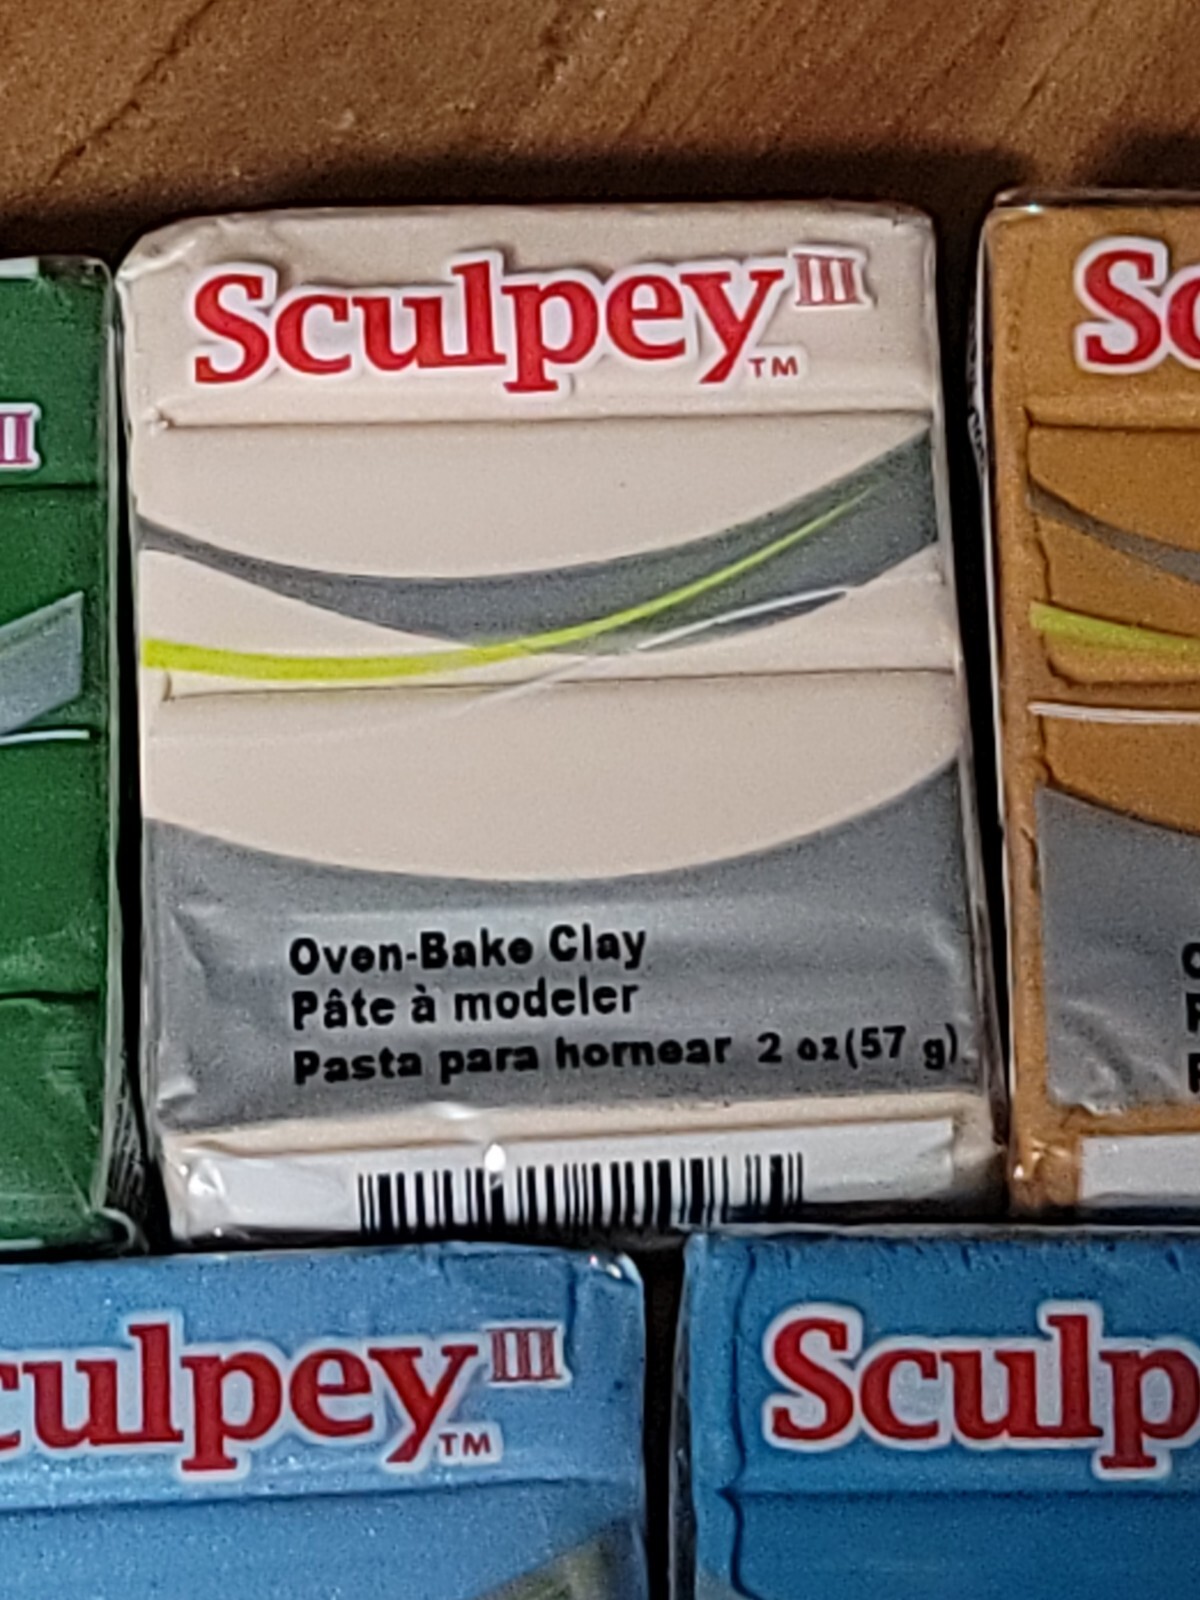 Sculpey III
TM
Oven-Bake Clay
Pâte à modeler
Pasta para hornear 2 oz (57 g)
Sc
II
culpey III
TM
Sculp